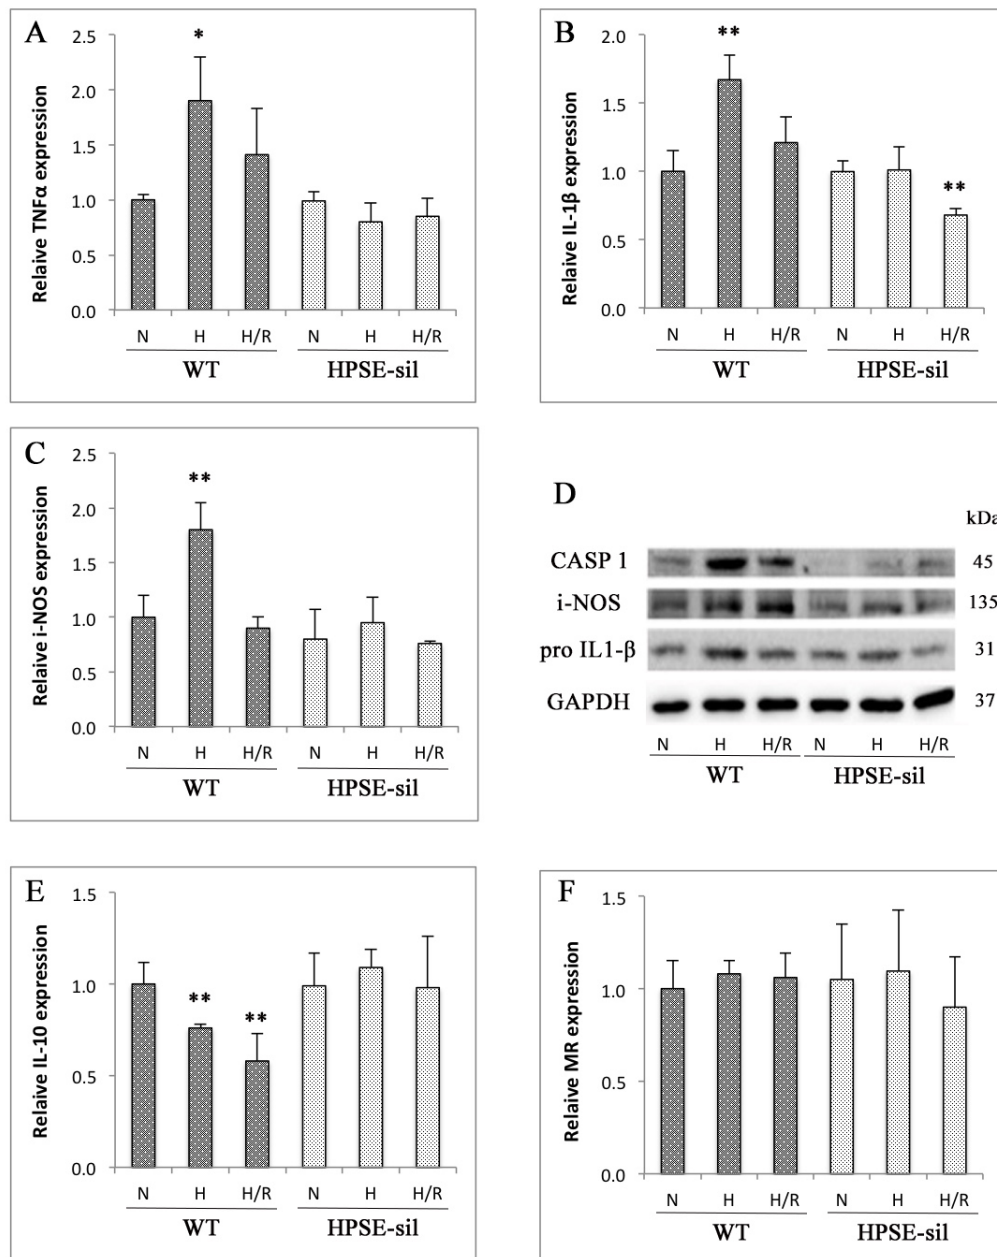 A
Relaive TNFα expression
2.5
2.0
1.5
1.0
0.5
0.0
*
N H H/R N H H/R
WT HPSE-sil
B
Relaive IL-1β expression
2.0
1.5
1.0
0.5
0.0
**
**
N H H/R N H H/R
WT HPSE-sil
C
Relaive i-NOS expression
2.5
2.0
1.5
1.0
0.5
0.0
**
N H H/R N H H/R
WT HPSE-sil
D
kDa
CASP 1 45
i-NOS 135
pro IL1-β 31
GAPDH 37
N H H/R N H H/R
WT HPSE-sil
E
Relaive IL-10 expression
1.5
1.0
0.5
0.0
**
**
N H H/R N H H/R
WT HPSE-sil
F
Relaive MR expression
1.5
1.0
0.5
0.0
N H H/R N H H/R
WT HPSE-sil